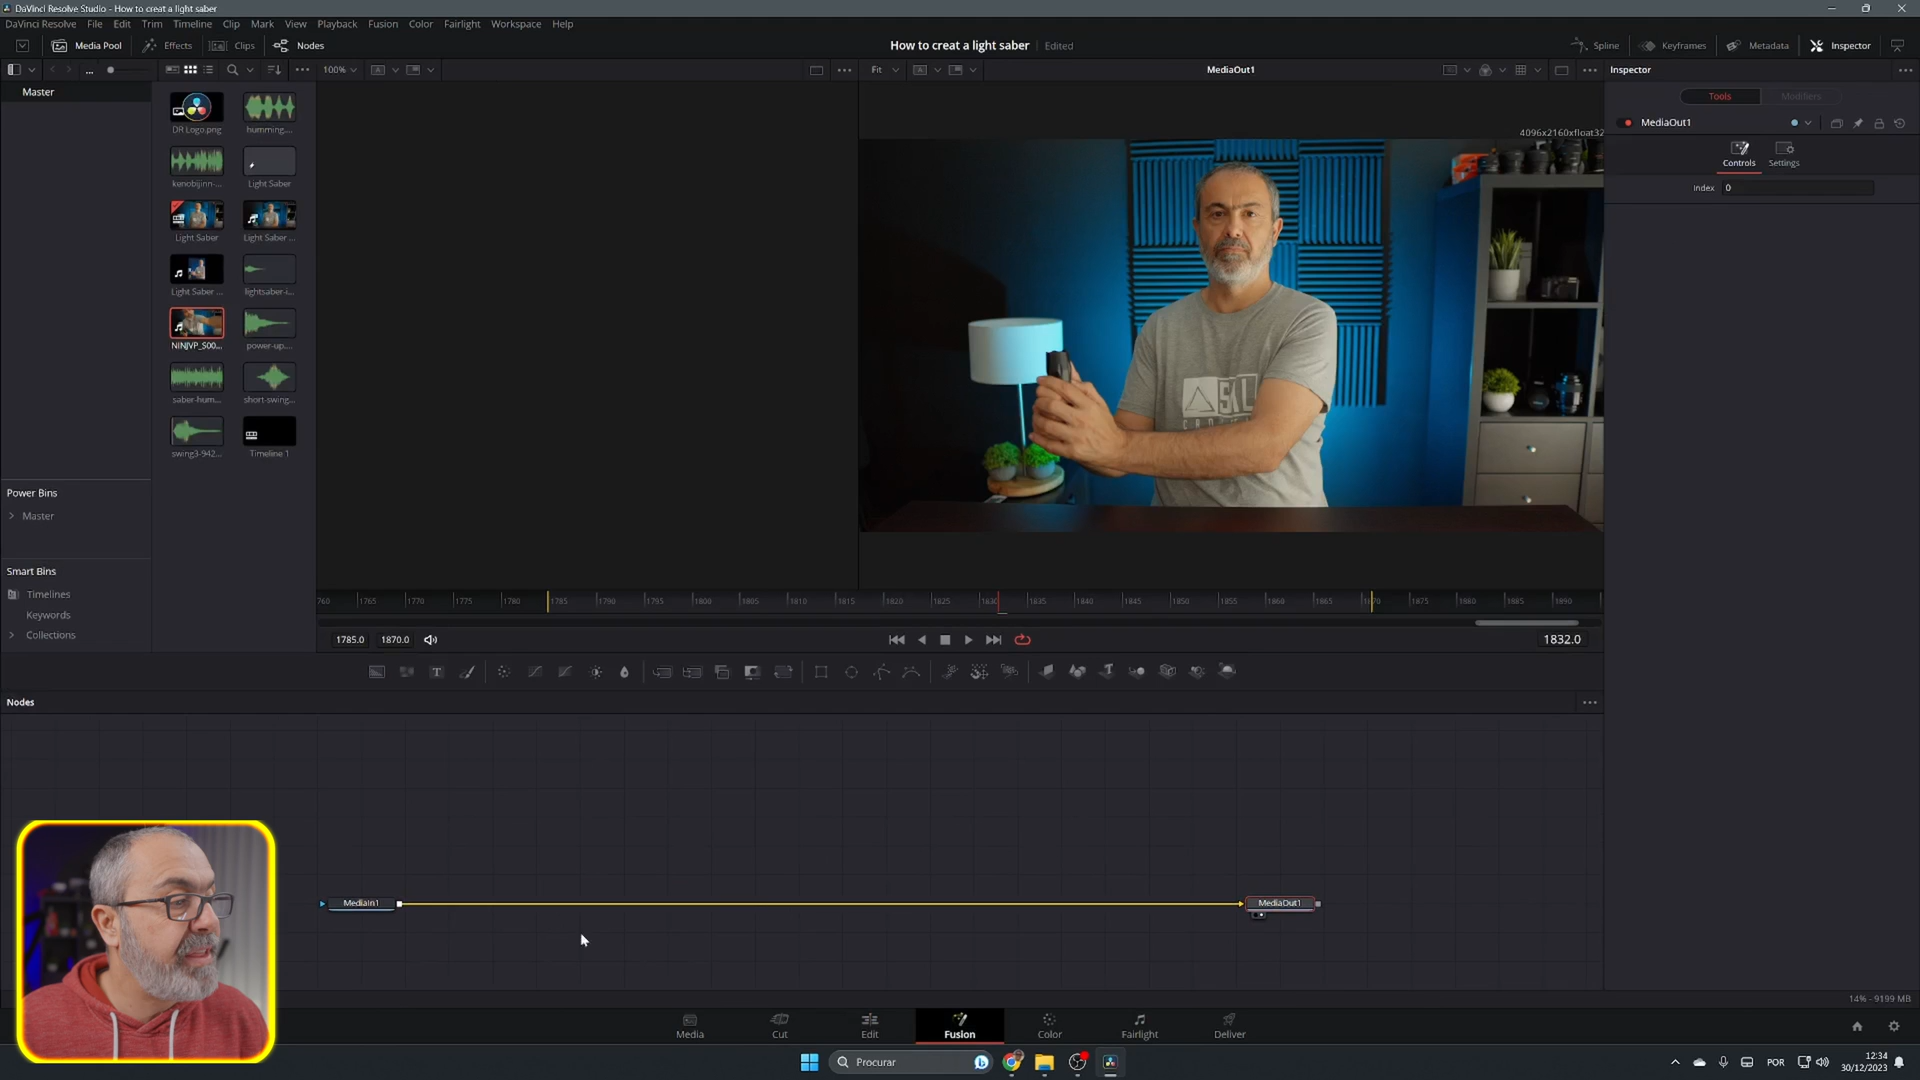 DaVinci Resolve Studio - How to creat a light saber
DaVinci Resolve File Edit Trim Timeline Clip Mark View Playback Fusion Color Fairlight Workspace Help
Media Pool Effects Clips Nodes How to creat a light saber Edited Spline Keyframes Metadata Inspector
100% Fit MediaOut1 Inspector
Master
Tools Modifiers
MediaOut1
Controls Settings
Index 0
4096x2160xfloat32
DR Logo.png humming....
kenobijinn-... Light Saber
Light Saber Light Saber ...
Light Saber ... lightsaber-i...
NINJVP_S00... power-up....
saber-hum... short-swing...
swing3-942... Timeline 1
Power Bins
Master
Smart Bins
Timelines
Keywords
Collections
SKL
760 1765 1770 1775 1780 1785 1790 1795 1800 1805 1810 1815 1820 1825 1830 1835 1840 1845 1850 1855 1860 1865 1870 1875 1880 1885 1890
1785.0 1870.0 1832.0
Nodes
MediaIn1 MediaOut1
14% - 9199 MB
Media Cut Edit Fusion Color Fairlight Deliver
Procurar
POR
12:34
30/12/2023